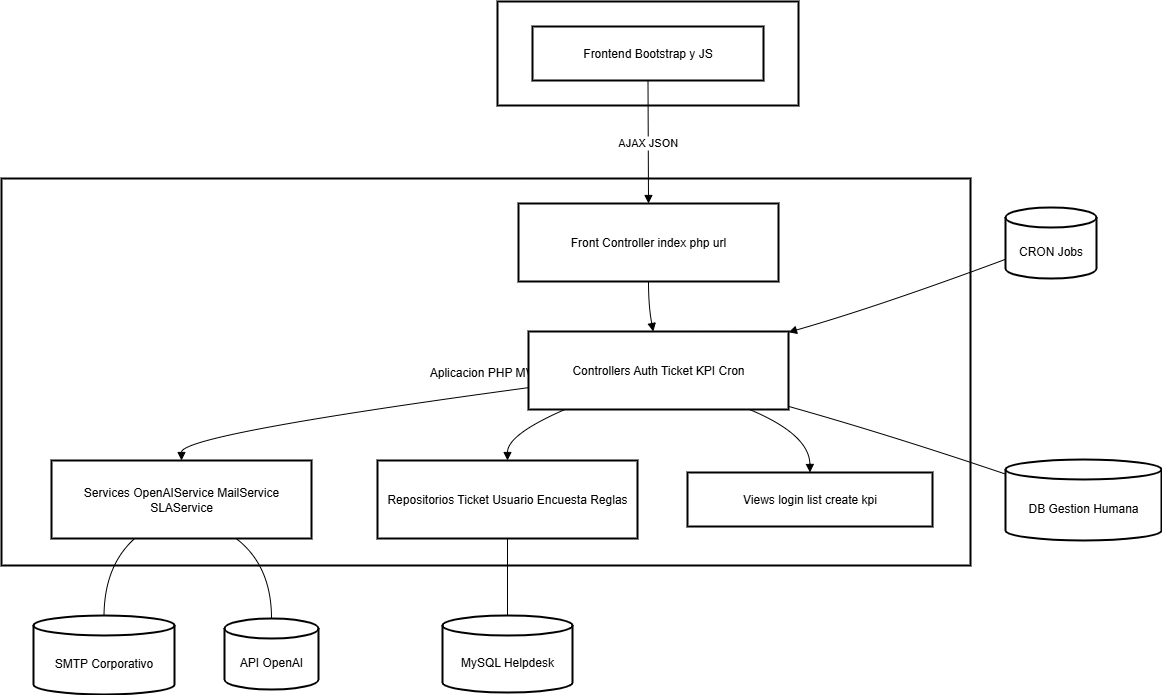 Frontend Bootstrap y JS
AJAX JSON
Front Controller index php url
CRON Jobs
Aplicacion PHP
Controllers Auth Ticket KPI Cron
Services OpenAIService MailService
SLAService
Repositorios Ticket Usuario Encuesta Reglas
Views login list create kpi
DB Gestion Humana
SMTP Corporativo
API OpenAI
MySQL Helpdesk